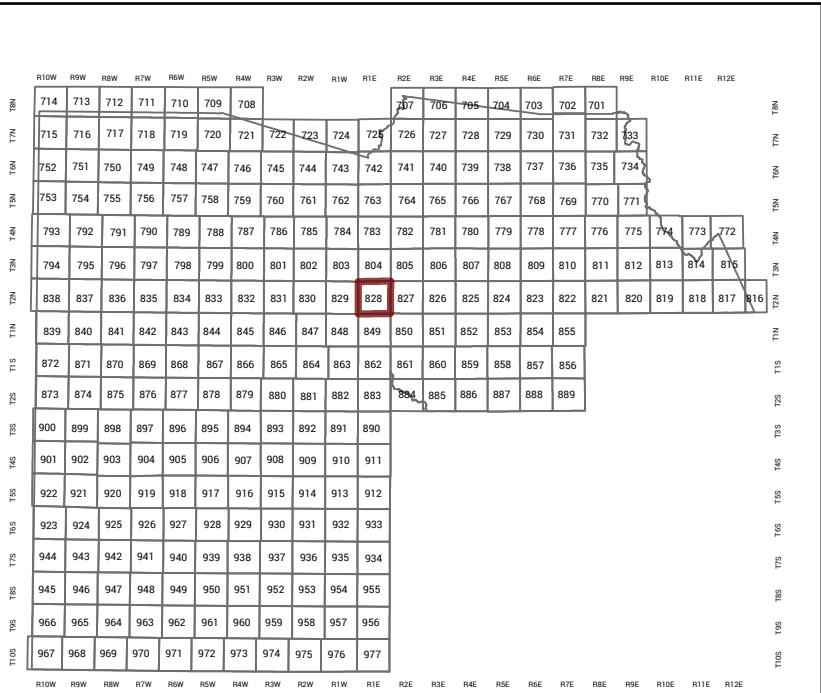 R10W R9W R8W R7W R6W R5W R4W R3W R2W R1W R1E R2E R3E R4E R5E R6E R7E R8E R9E R10E R11E R12E
T8N 714 713 712 711 710 709 708 707 706 705 704 703 702 701 T8N
T7N 715 716 717 718 719 720 721 722 723 724 725 726 727 728 729 730 731 732 733 T7N
T6N 752 751 750 749 748 747 746 745 744 743 742 741 740 739 738 737 736 735 734 T6N
T5N 753 754 755 756 757 758 759 760 761 762 763 764 765 766 767 768 769 770 771 T5N
T4N 793 792 791 790 789 788 787 786 785 784 783 782 781 780 779 778 777 776 775 774 773 772 T4N
T3N 794 795 796 797 798 799 800 801 802 803 804 805 806 807 808 809 810 811 812 813 814 815 T3N
T2N 838 837 836 835 834 833 832 831 830 829 828 827 826 825 824 823 822 821 820 819 818 817 816 T2N
T1N 839 840 841 842 843 844 845 846 847 848 849 850 851 852 853 854 855 T1N
T1S 872 871 870 869 868 867 866 865 864 863 862 861 860 859 858 857 856 T1S
T2S 873 874 875 876 877 878 879 880 881 882 883 884 885 886 887 888 889 T2S
T3S 900 899 898 897 896 895 894 893 892 891 890 T3S
T4S 901 902 903 904 905 906 907 908 909 910 911 T4S
T5S 922 921 920 919 918 917 916 915 914 913 912 T5S
T6S 923 924 925 926 927 928 929 930 931 932 933 T6S
T7S 944 943 942 941 940 939 938 937 936 935 934 T7S
T8S 945 946 947 948 949 950 951 952 953 954 955 T8S
T9S 966 965 964 963 962 961 960 959 958 957 956 T9S
T10S 967 968 969 970 971 972 973 974 975 976 977 T10S
R10W R9W R8W R7W R6W R5W R4W R3W R2W R1W R1E R2E R3E R4E R5E R6E R7E R8E R9E R10E R11E R12E